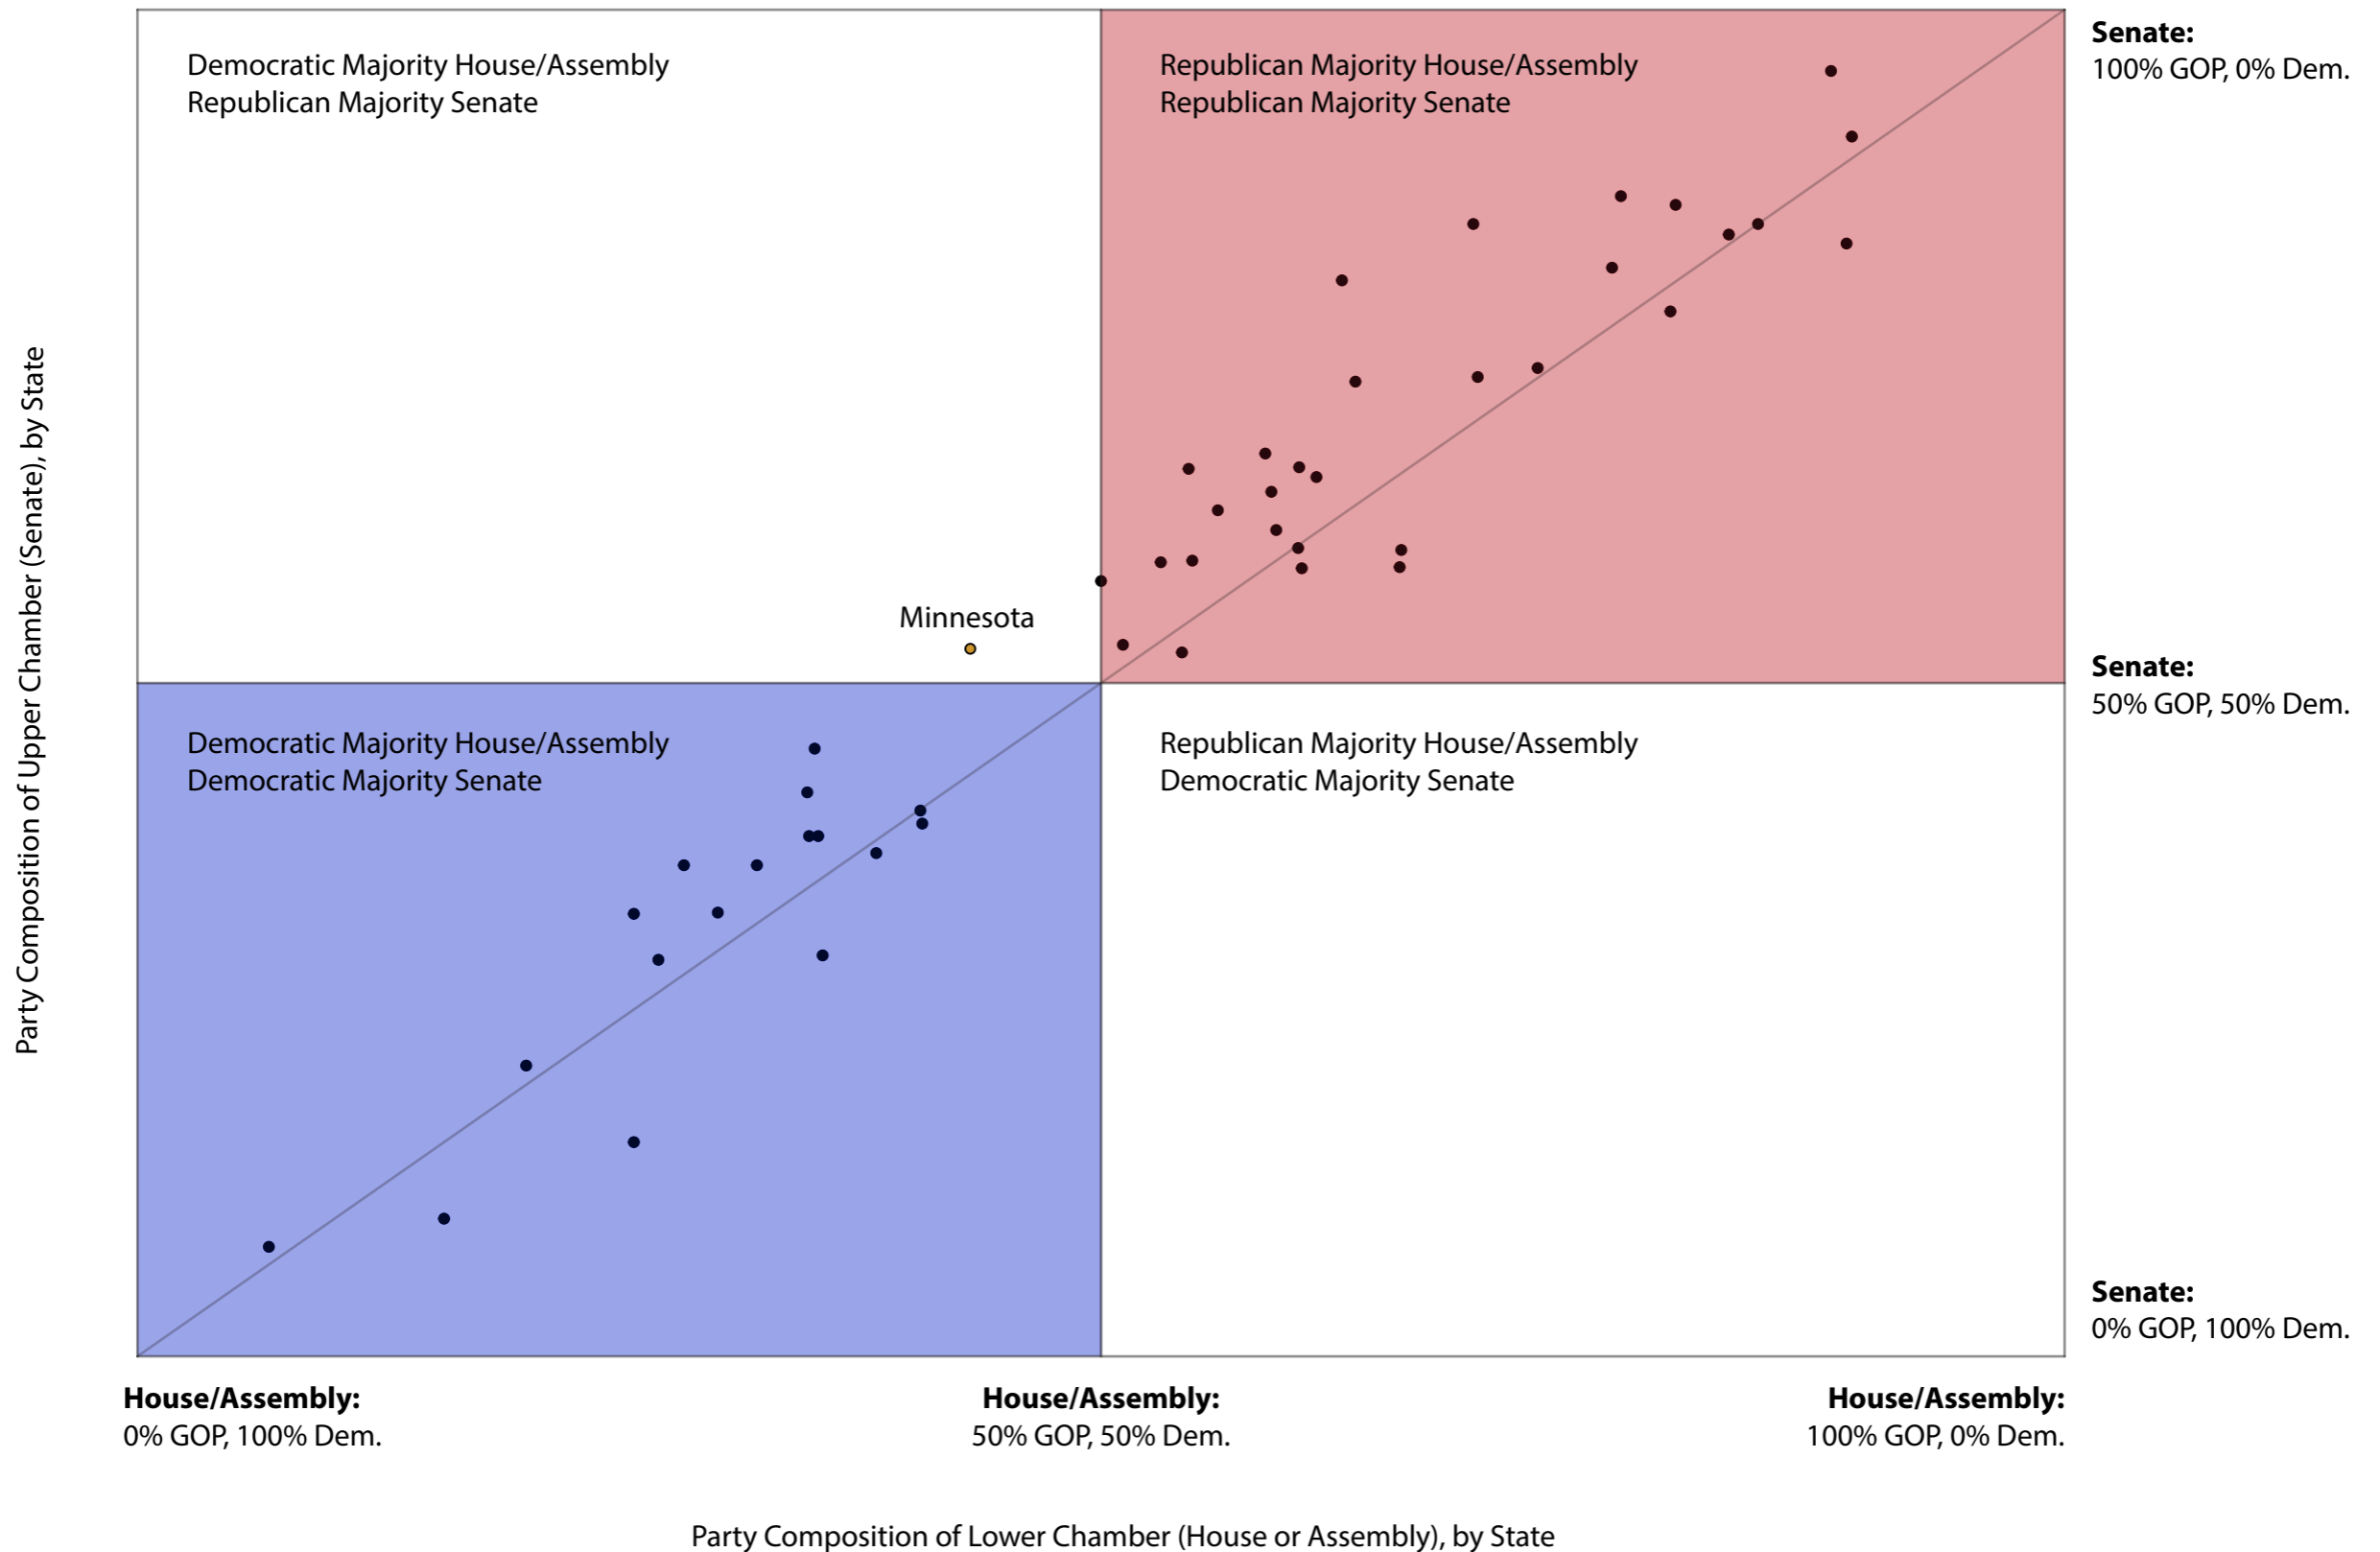 Democratic Majority House/Assembly
Republican Majority Senate
Republican Majority House/Assembly
Republican Majority Senate
Senate:
100% GOP, 0% Dem.
Party Composition of Upper Chamber (Senate), by State
Minnesota
Senate:
50% GOP, 50% Dem.
Democratic Majority House/Assembly
Democratic Majority Senate
Republican Majority House/Assembly
Democratic Majority Senate
Senate:
0% GOP, 100% Dem.
House/Assembly:
0% GOP, 100% Dem.
House/Assembly:
50% GOP, 50% Dem.
House/Assembly:
100% GOP, 0% Dem.
Party Composition of Lower Chamber (House or Assembly), by State